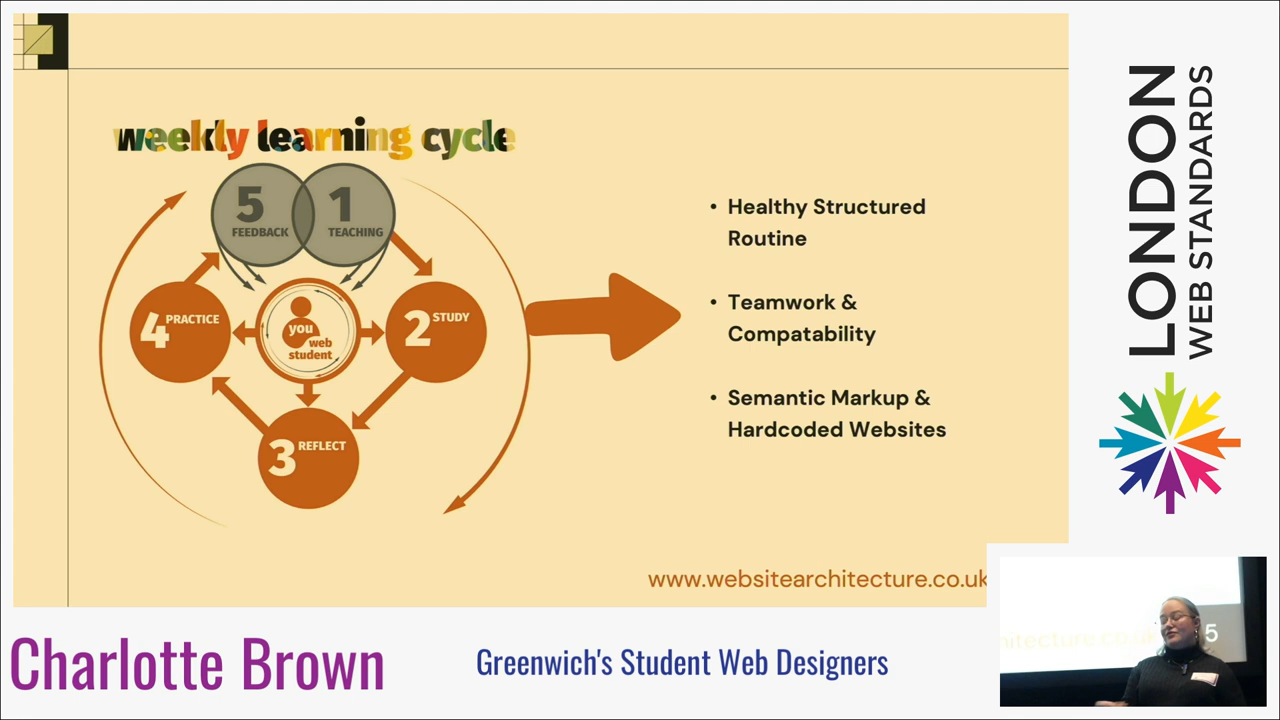 weekly learning cycle
5 FEEDBACK
1 TEACHING
4 PRACTICE
you
web
student
2 STUDY
3 REFLECT
• Healthy Structured
Routine
• Teamwork &
Compatability
• Semantic Markup &
Hardcoded Websites
www.websitearchitecture.co.uk
LONDON
WEB STANDARDS
Charlotte Brown
Greenwich's Student Web Designers
5